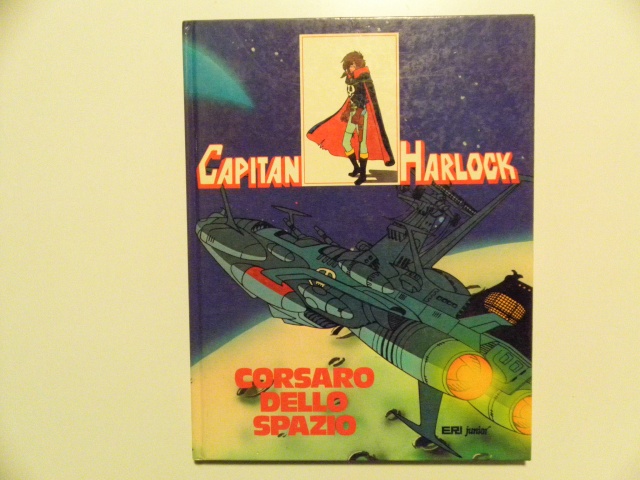 CAPITAN HARLOCK
CORSARO
DELLO
SPAZIO
ERI junior